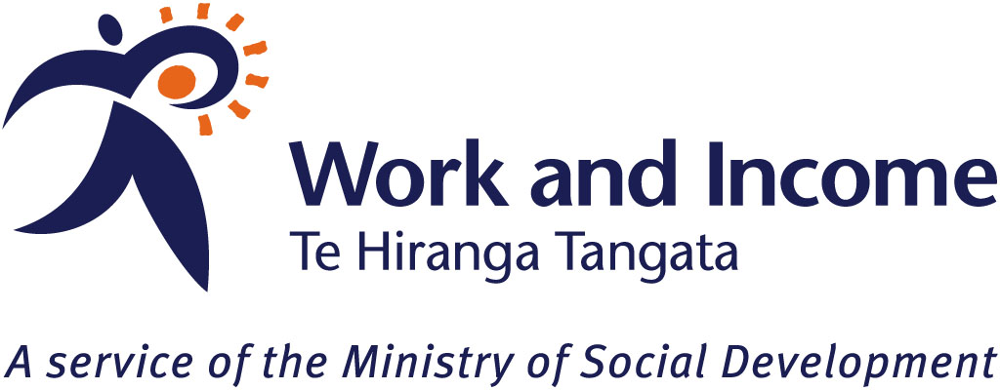 Work and Income
Te Hiranga Tangata
A service of the Ministry of Social Development